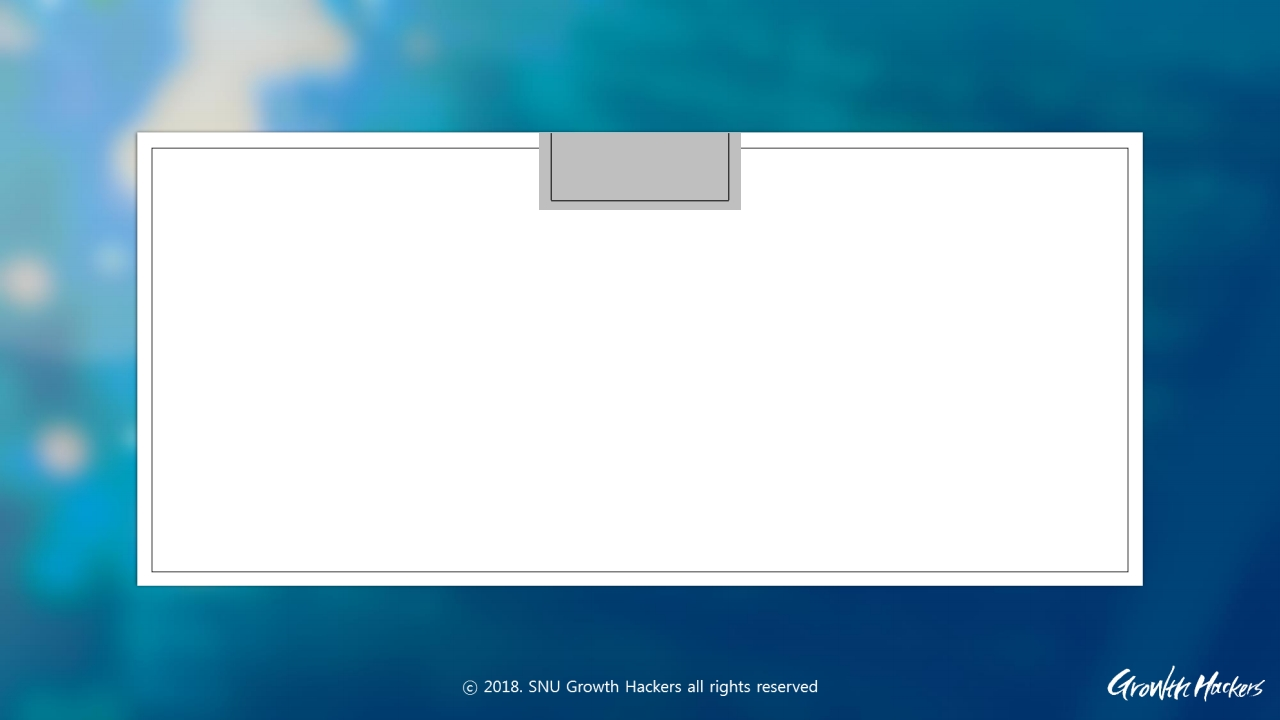 ⓒ 2018. SNU Growth Hackers all rights reserved
Growth Hackers